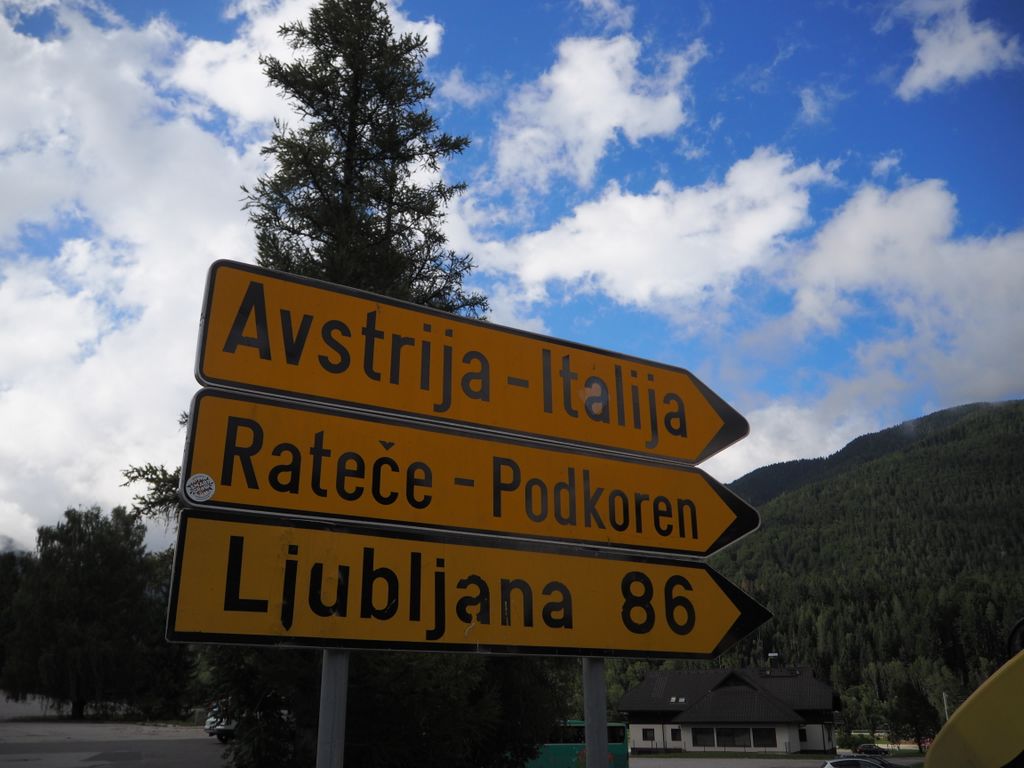 Avstrija - Italija
Rateče - Podkoren
Ljubljana 86